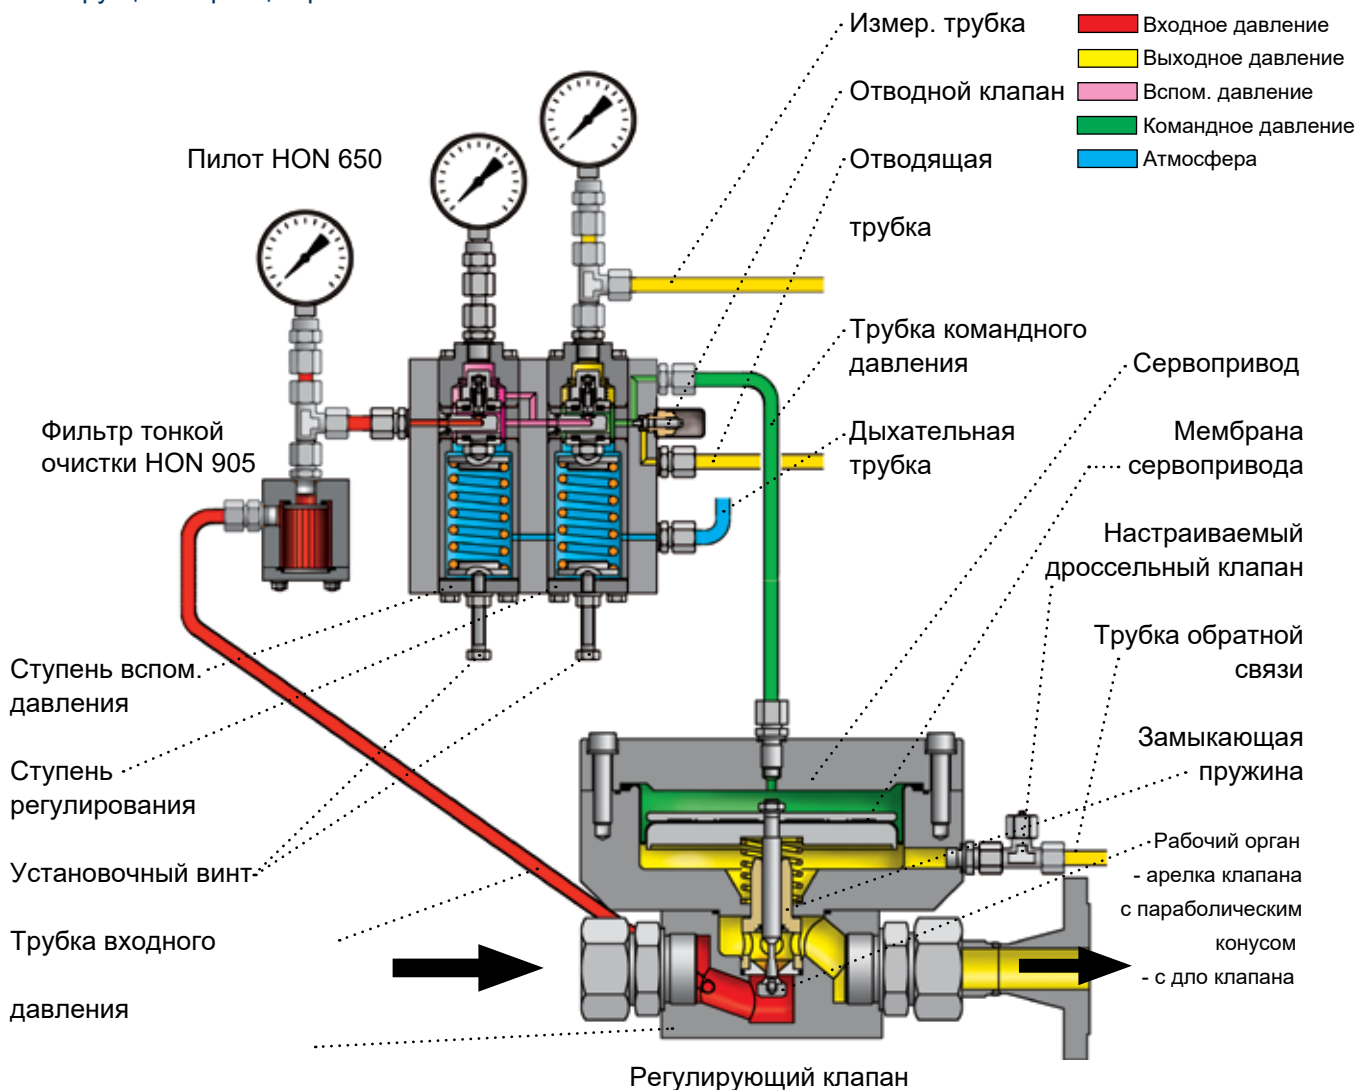 Измер. трубка
Входное давление
Выходное давление
Отводной клапан
Вспом. давление
Командное давление
Пилот HON 650
Отводящая
Атмосфера
трубка
Трубка командного
давления
Сервопривод
Фильтр тонкой
очистки HON 905
Дыхательная
трубка
Мембрана
сервопривода
Настраиваемый
дроссельный клапан
Трубка обратной
связи
Ступень вспом.
давления
Замыкающая
пружина
Ступень
регулирования
Рабочий орган
- арелка клапана
с параболическим
конусом
- с дло клапана
Установочный винт
Трубка входного
давления
Регулирующий клапан